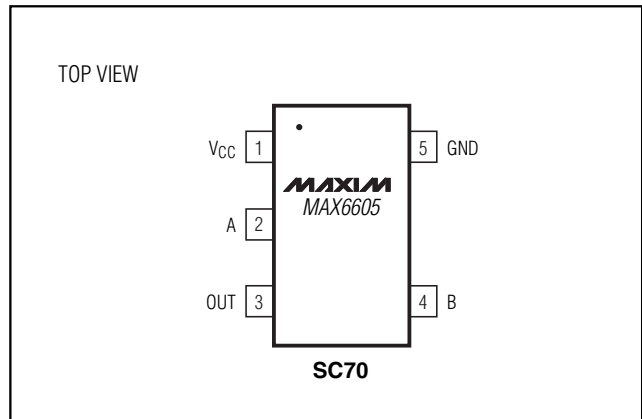 TOP VIEW
VCC 1
5 GND
MAXIM
MAX6605
A 2
OUT 3
4 B
SC70